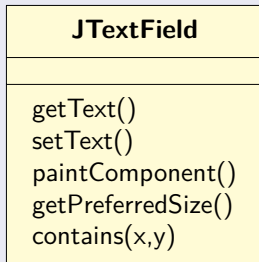 JTextField
getText()
setText()
paintComponent()
getPreferredSize()
contains(x,y)